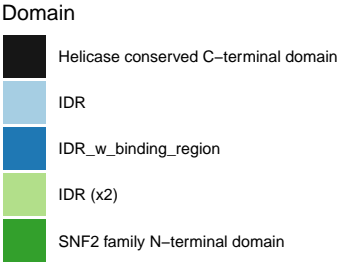 Domain
Helicase conserved C−terminal domain
IDR
IDR_w_binding_region
IDR (x2)
SNF2 family N−terminal domain